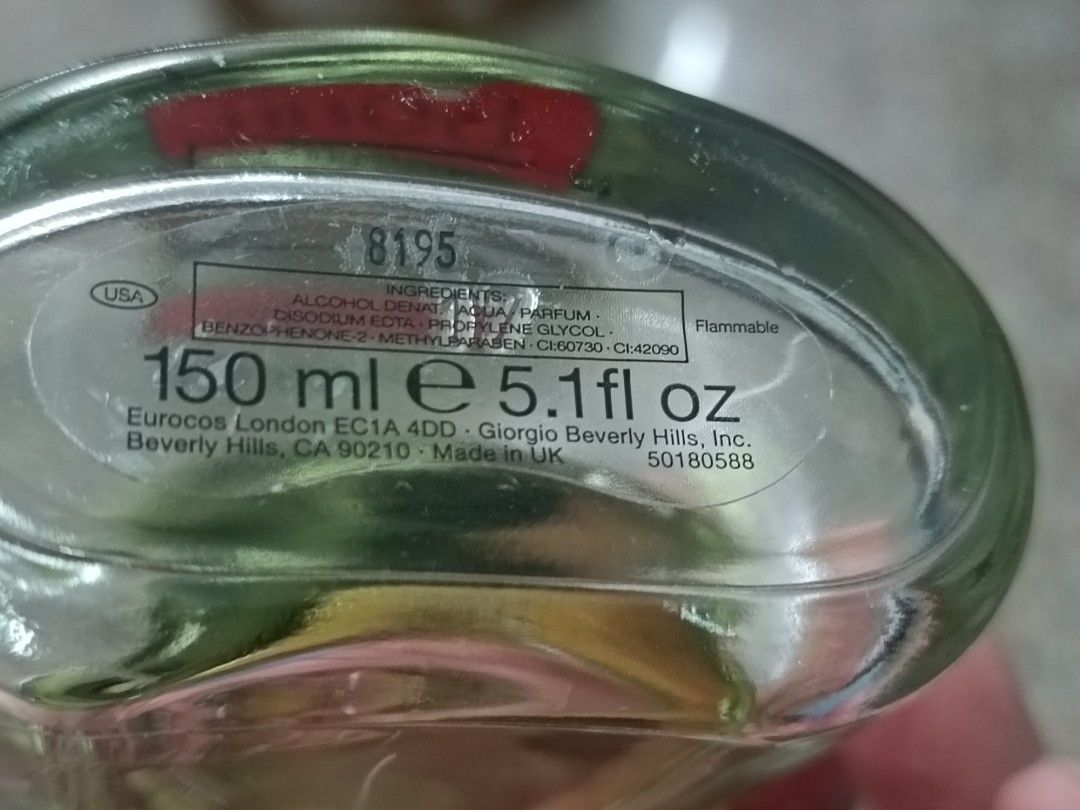 8195
USA
INGREDIENTS:
ALCOHOL DENAT. · AQUA · PARFUM ·
DISODIUM EDTA · PROPYLENE GLYCOL ·
BENZOPHENONE-2 · METHYLPARABEN · CI:60730 · CI:42090
Flammable
150 ml e 5.1fl oz
Eurocos London EC1A 4DD · Giorgio Beverly Hills, Inc.
Beverly Hills, CA 90210 · Made in UK 50180588